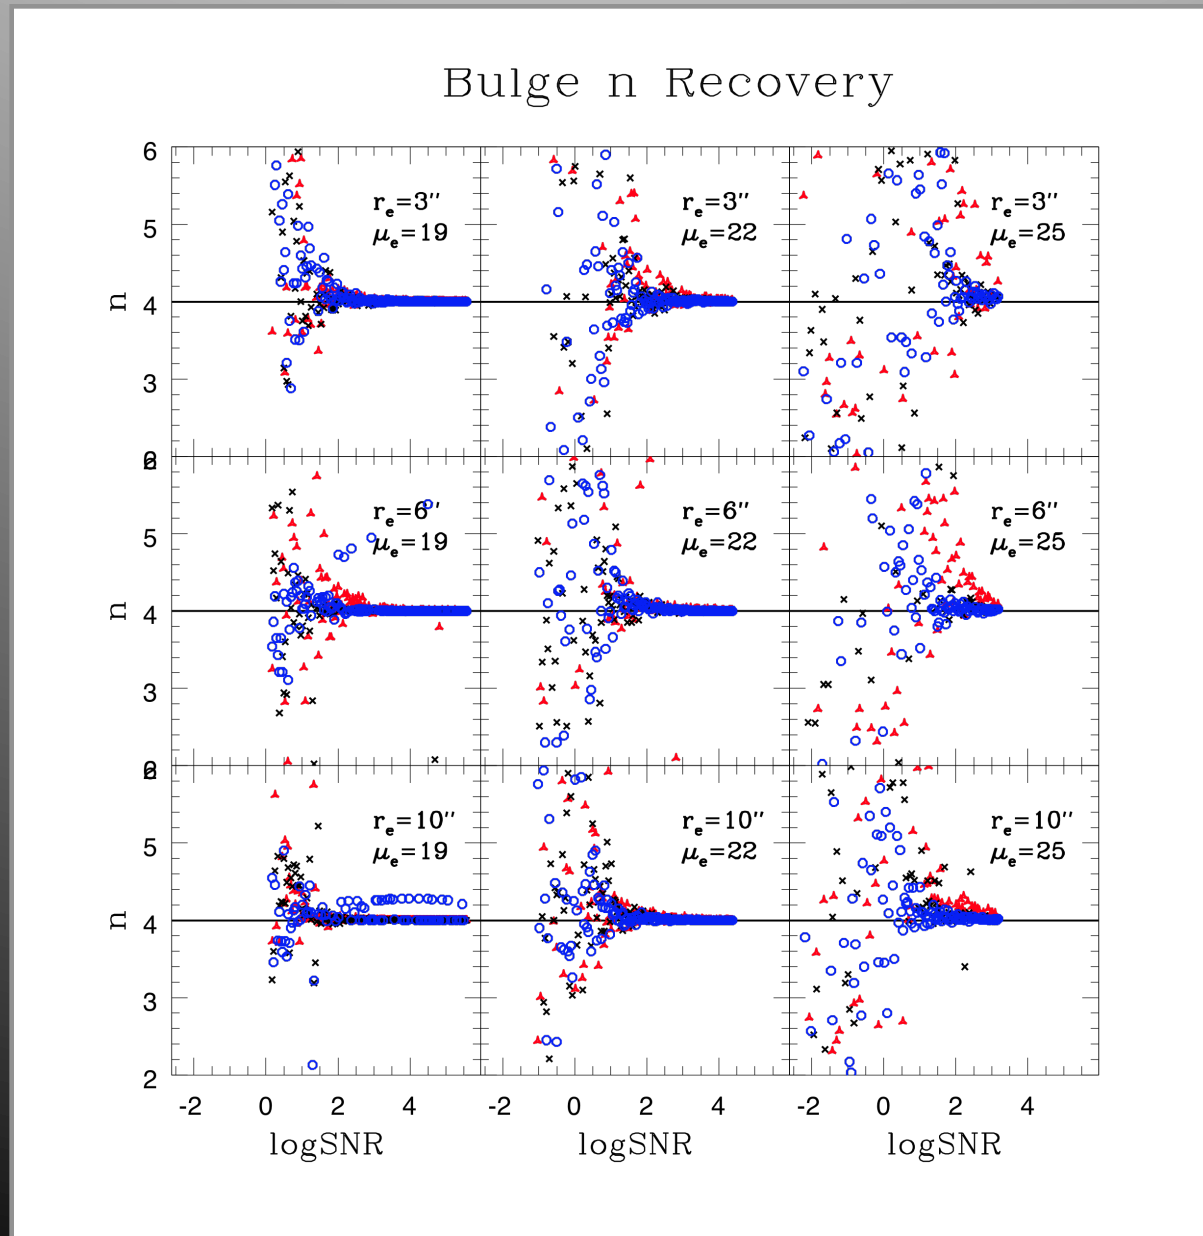 Bulge n Recovery
6
5
4
3
n
r_e=3″
μ_e=19
r_e=3″
μ_e=22
r_e=3″
μ_e=25
6
5
4
3
n
r_e=6″
μ_e=19
r_e=6″
μ_e=22
r_e=6″
μ_e=25
6
5
4
3
2
n
r_e=10″
μ_e=19
r_e=10″
μ_e=22
r_e=10″
μ_e=25
-2 0 2 4 -2 0 2 4 -2 0 2 4
logSNR logSNR logSNR